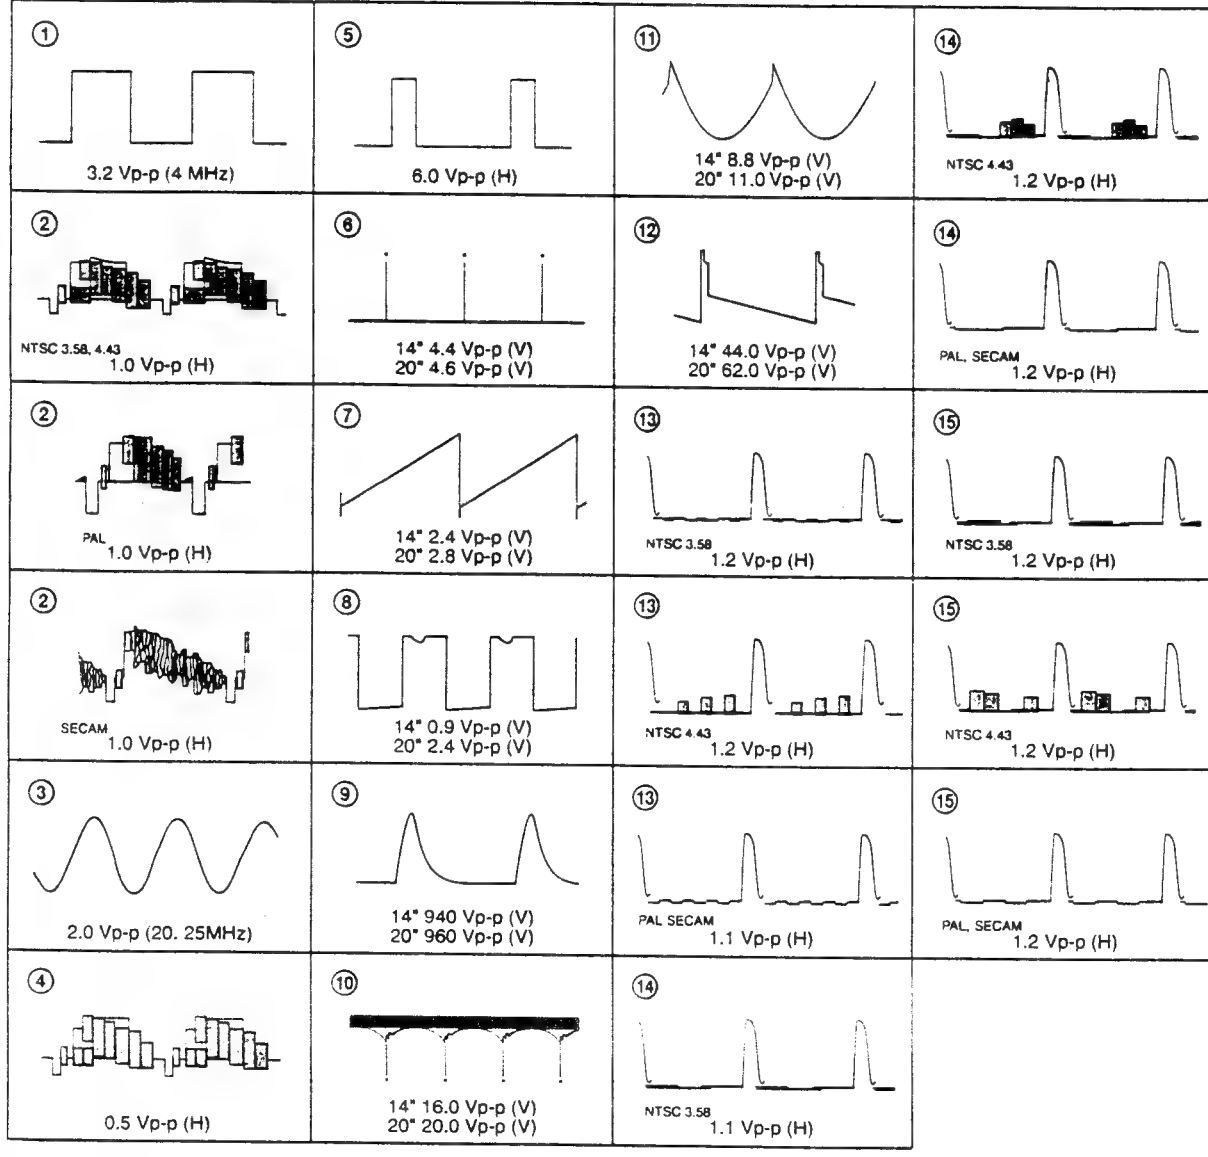 ①
3.2 Vp-p (4 MHz)
②
NTSC 3.58, 4.43
1.0 Vp-p (H)
②
PAL
1.0 Vp-p (H)
②
SECAM
1.0 Vp-p (H)
③
2.0 Vp-p (20. 25MHz)
④
0.5 Vp-p (H)
⑤
6.0 Vp-p (H)
⑥
14" 4.4 Vp-p (V)
20" 4.6 Vp-p (V)
⑦
14" 2.4 Vp-p (V)
20" 2.8 Vp-p (V)
⑧
14" 0.9 Vp-p (V)
20" 2.4 Vp-p (V)
⑨
14" 940 Vp-p (V)
20" 960 Vp-p (V)
⑩
14" 16.0 Vp-p (V)
20" 20.0 Vp-p (V)
⑪
14" 8.8 Vp-p (V)
20" 11.0 Vp-p (V)
⑫
14" 44.0 Vp-p (V)
20" 62.0 Vp-p (V)
⑬
NTSC 3.58
1.2 Vp-p (H)
⑬
NTSC 4.43
1.2 Vp-p (H)
⑬
PAL SECAM
1.1 Vp-p (H)
⑭
NTSC 3.58
1.1 Vp-p (H)
⑭
NTSC 4.43
1.2 Vp-p (H)
⑭
PAL, SECAM
1.2 Vp-p (H)
⑮
NTSC 3.58
1.2 Vp-p (H)
⑮
NTSC 4.43
1.2 Vp-p (H)
⑮
PAL, SECAM
1.2 Vp-p (H)